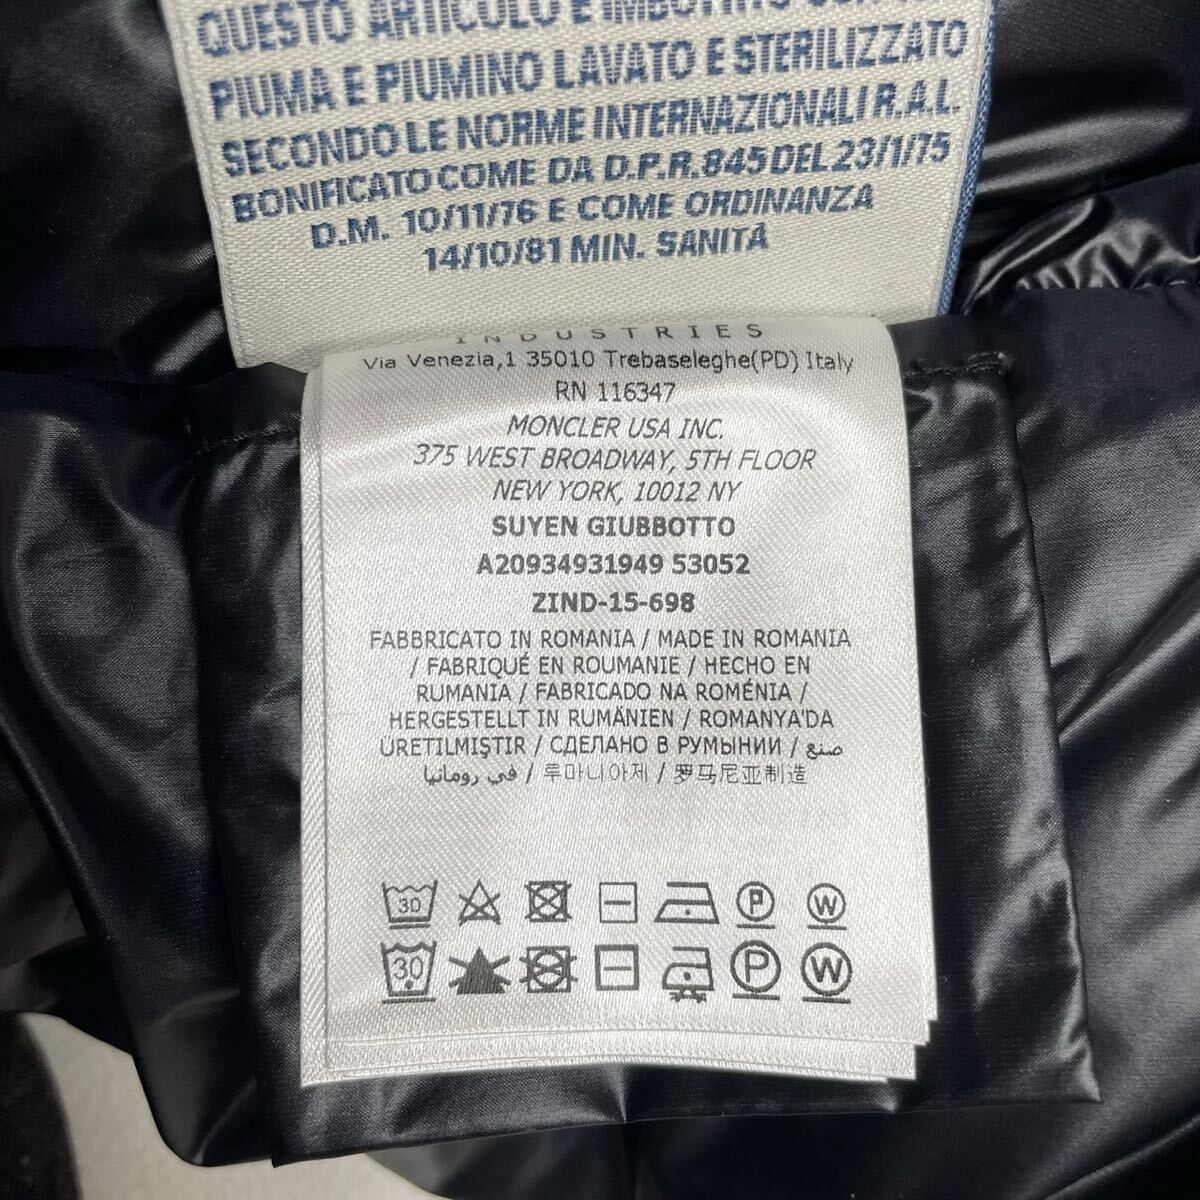 QUESTO ARTICOLO È IMBOTTITO CON
PIUMA E PIUMINO LAVATO E STERILIZZATO
SECONDO LE NORME INTERNAZIONALI R.A.L.
BONIFICATO COME DA D.P.R. 845 DEL 23/1/75
D.M. 10/11/76 E COME ORDINANZA
14/10/81 MIN. SANITÁ
INDUSTRIES
Via Venezia,1 35010 Trebaseleghe(PD) Italy
RN 116347
MONCLER USA INC.
375 WEST BROADWAY, 5TH FLOOR
NEW YORK, 10012 NY
SUYEN GIUBBOTTO
A20934931949 53052
ZIND-15-698
FABBRICATO IN ROMANIA / MADE IN ROMANIA
/ FABRIQUÉ EN ROUMANIE / HECHO EN
RUMANIA / FABRICADO NA ROMÉNIA /
HERGESTELLT IN RUMÄNIEN / ROMANYA'DA
ÜRETILMIŞTIR / СДЕЛАНО В РУМЫНИИ / صنع
في رومانيا / 루마니아제 / 罗马尼亚制造
30 P W
30 P W